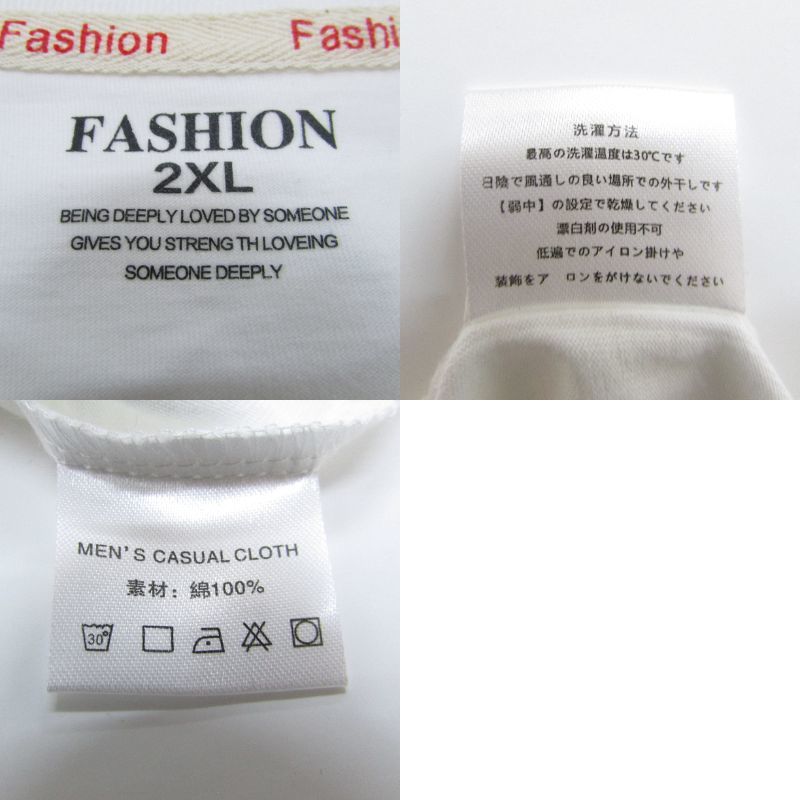 Fashion Fashi
FASHION
2XL
BEING DEEPLY LOVED BY SOMEONE
GIVES YOU STRENG TH LOVEING
SOMEONE DEEPLY
洗濯方法
最高の洗濯温度は30℃です
日陰で風通しの良い場所での外干しです
【弱中】の設定で乾燥してください
漂白剤の使用不可
低遍でのアイロン掛けや
装飾をア ロンをがけないでください
MEN'S CASUAL CLOTH
素材：綿100%
30°